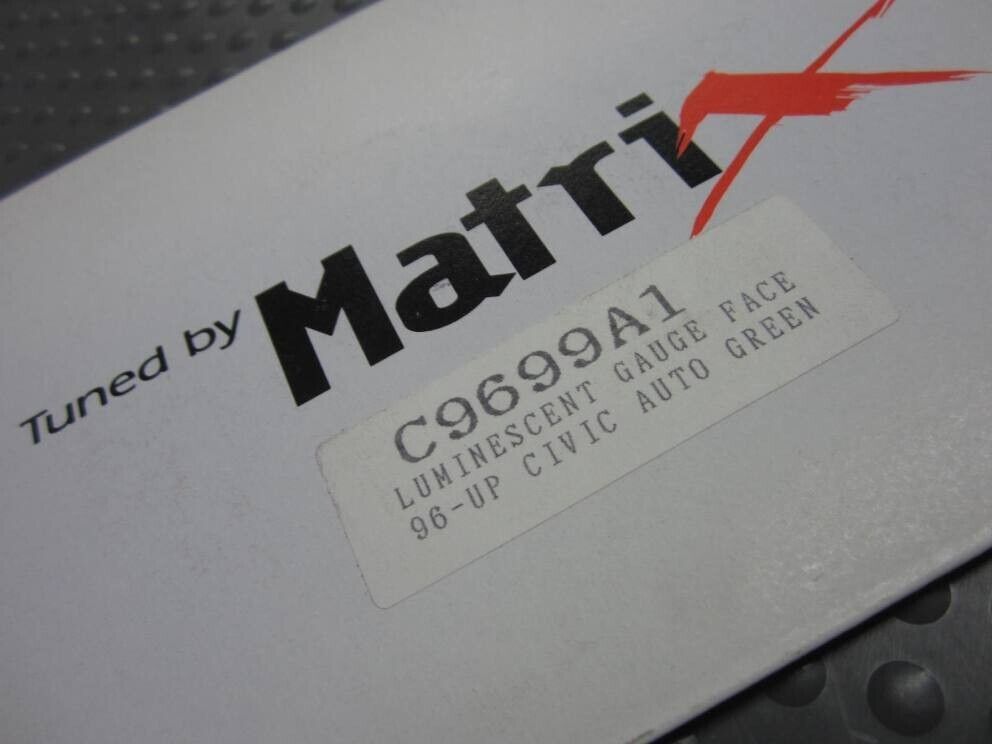 Tuned by MatriX
C9699A1
LUMINESCENT GAUGE FACE
96-UP CIVIC AUTO GREEN